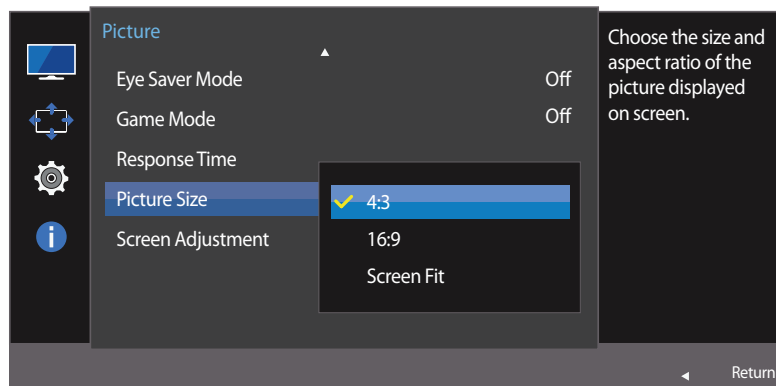 Picture
Eye Saver Mode Off
Game Mode Off
Response Time
Picture Size
4:3
Screen Adjustment
16:9
Screen Fit
Choose the size and
aspect ratio of the
picture displayed
on screen.
Return